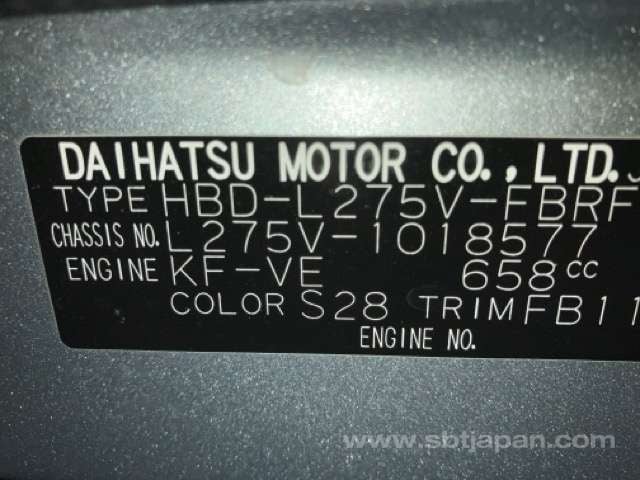 DAIHATSU MOTOR CO., LTD.
TYPE HBD-L275V-FBRF
CHASSIS NO. L275V-1018577
ENGINE KF-VE 658cc
COLOR S28 TRIM FB11
ENGINE NO.
www.sbtjapan.com